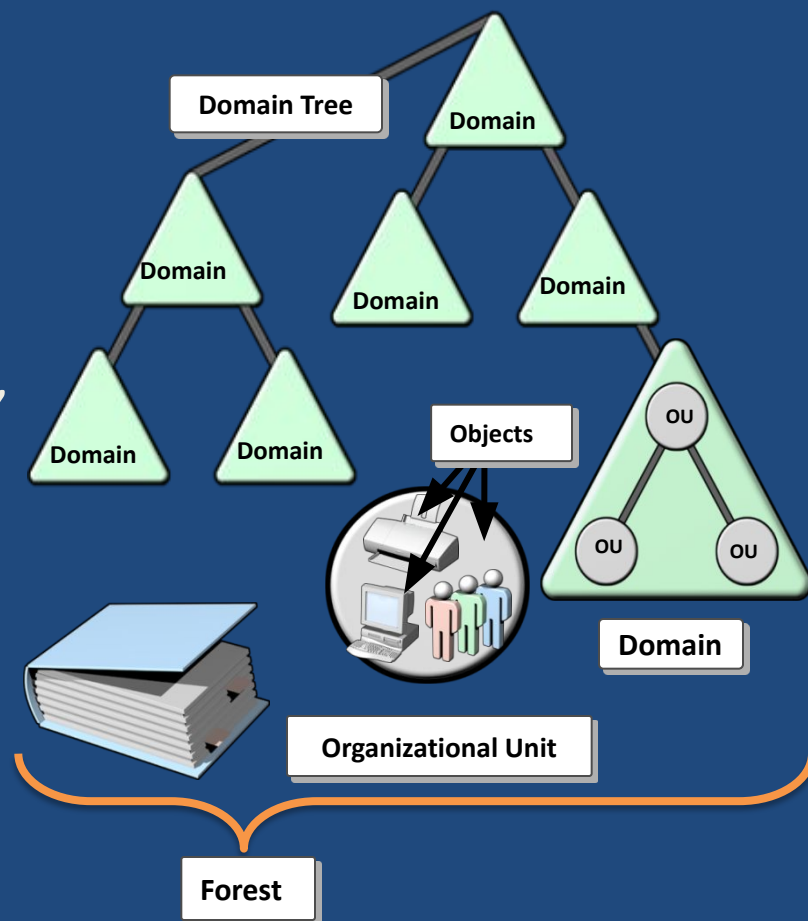 Domain Tree
Domain
Domain
Domain
Domain
Domain
Domain
Objects
OU
OU
OU
Domain
Organizational Unit
Forest